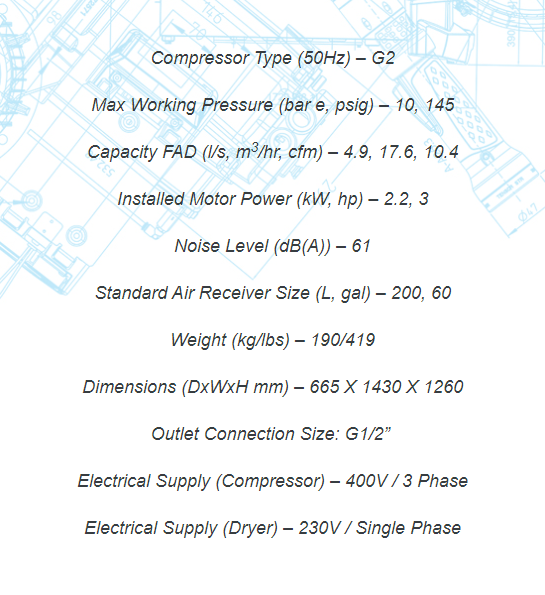 Compressor Type (50Hz) – G2
Max Working Pressure (bar e, psig) – 10, 145
Capacity FAD (l/s, m³/hr, cfm) – 4.9, 17.6, 10.4
Installed Motor Power (kW, hp) – 2.2, 3
Noise Level (dB(A)) – 61
Standard Air Receiver Size (L, gal) – 200, 60
Weight (kg/lbs) – 190/419
Dimensions (DxWxH mm) – 665 X 1430 X 1260
Outlet Connection Size: G1/2”
Electrical Supply (Compressor) – 400V / 3 Phase
Electrical Supply (Dryer) – 230V / Single Phase